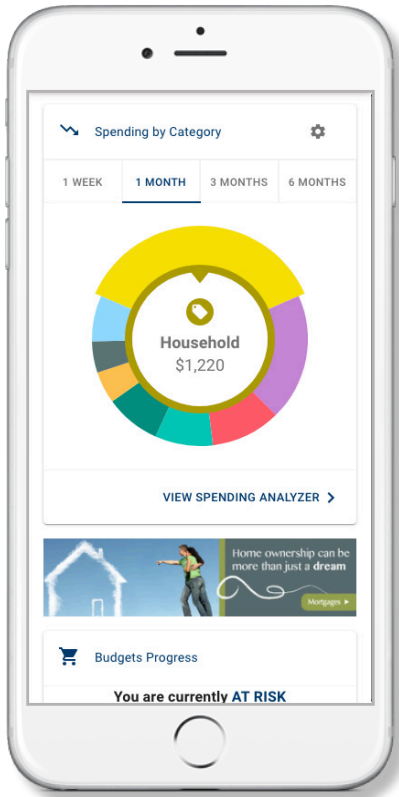 Spending by Category
1 WEEK
1 MONTH
3 MONTHS
6 MONTHS
Household
$1,220
VIEW SPENDING ANALYZER
Home ownership can be
more than just a dream
Mortgages
Budgets Progress
You are currently AT RISK